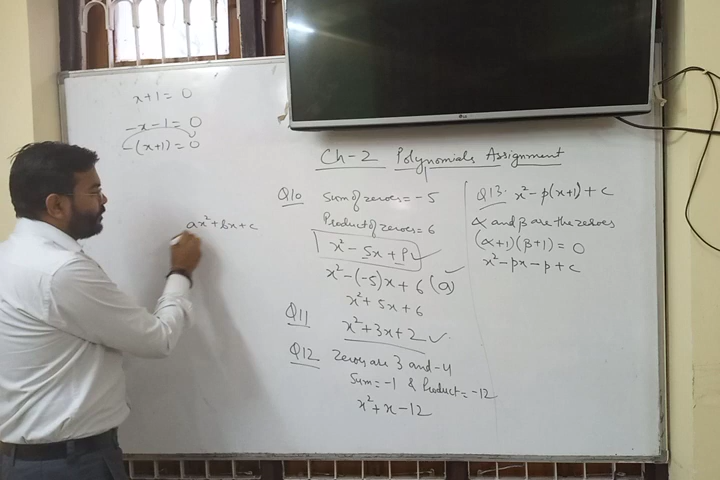 LG
x+1=0
-x-1=0
-(x+1)=0
ax²+bx+c
Ch-2 Polynomials Assignment
Q10 Sum of zeroes = -5
Product of zeroes = 6
x²-5x+p ✓
x²-(-5)x+6 (a) ✓
x²+5x+6
Q11 x²+3x+2 ✓
Q12 Zeroes are 3 and -4
Sum=-1 & Product=-12
x²+x-12
Q13. x²-p(x+1)+c
α and β are the zeroes
(α+1)(β+1)=0
x²-px-p+c